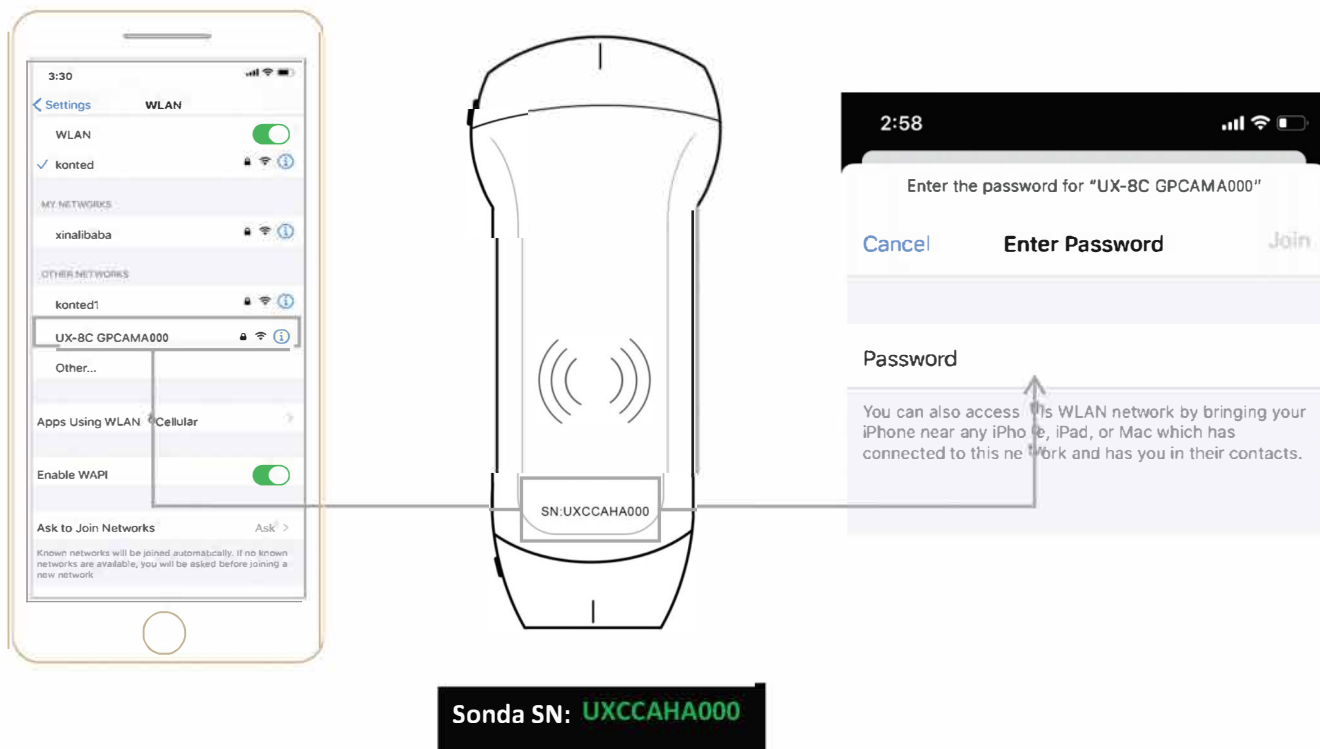 3:30
Settings
WLAN
WLAN
konted
MY NETWORKS
xinalibaba
OTHER NETWORKS
konted1
UX-8C GPCAMA000
Other...
Apps Using WLAN Cellular
Enable WAPI
Ask to Join Networks
Ask
Known networks will be joined automatically. If no known
networks are available, you will be asked before joining a
new network
SN:UXCCAHA000
2:58
Enter the password for "UX-8C GPCAMA000"
Cancel
Enter Password
Join
Password
You can also access this WLAN network by bringing your
iPhone near any iPhone, iPad, or Mac which has
connected to this network and has you in their contacts.
Sonda SN: UXCCAHA000